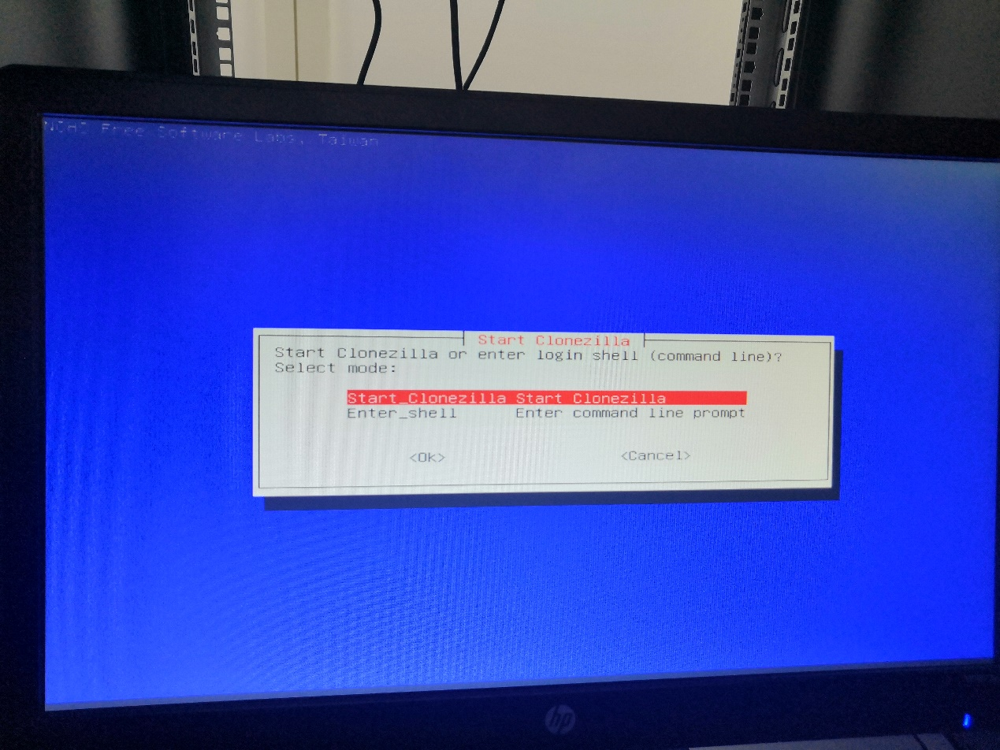 NCHC Free Software Labs, Taiwan
Start Clonezilla
Start Clonezilla or enter login shell (command line)?
Select mode:
Start_Clonezilla Start Clonezilla
Enter_shell Enter command line prompt
<Ok> <Cancel>
hp